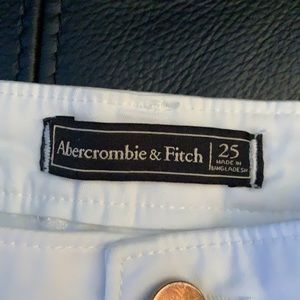 Abercrombie & Fitch
25
MADE IN
BANGLADESH